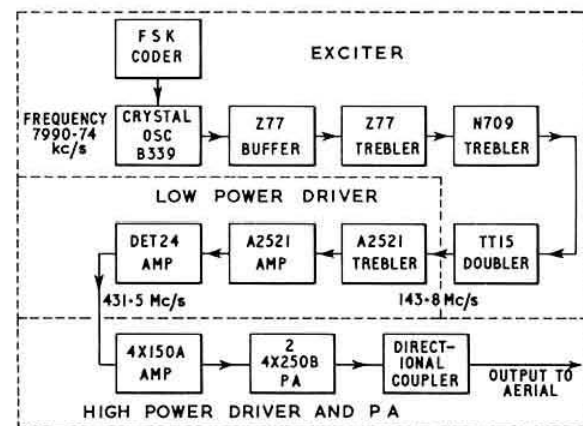 FSK
CODER
EXCITER
FREQUENCY
7990·74
kc/s
CRYSTAL
OSC
B339
Z77
BUFFER
Z77
TREBLER
N709
TREBLER
LOW POWER DRIVER
DET24
AMP
A2521
AMP
A2521
TREBLER
TT15
DOUBLER
431·5 Mc/s
143·8 Mc/s
4X150A
AMP
2
4X250B
PA
DIRECT-
IONAL
COUPLER
OUTPUT TO
AERIAL
HIGH POWER DRIVER AND PA